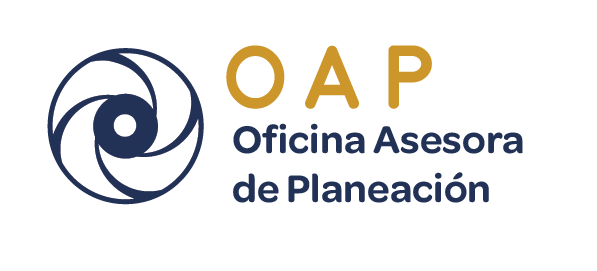 OAP
Oficina Asesora
de Planeación